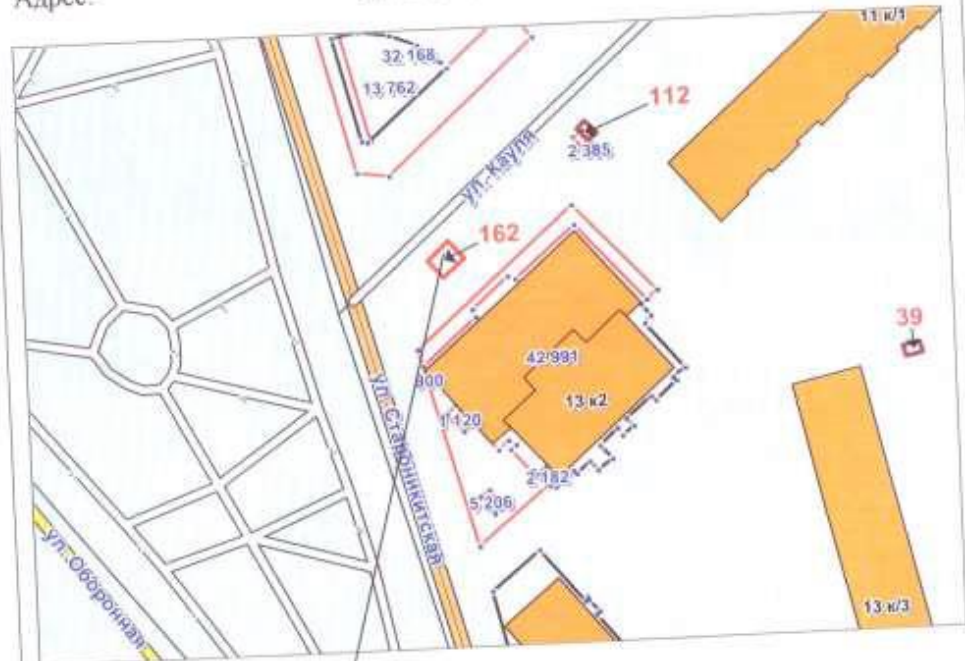 Адрес:
11 к/1
32 168
13 762
112
2 385
ул. Кауля
162
39
42 991
800
13 к2
1 120
ул. Староникитская
2 182
5 206
ул. Оборонная
13 к/3